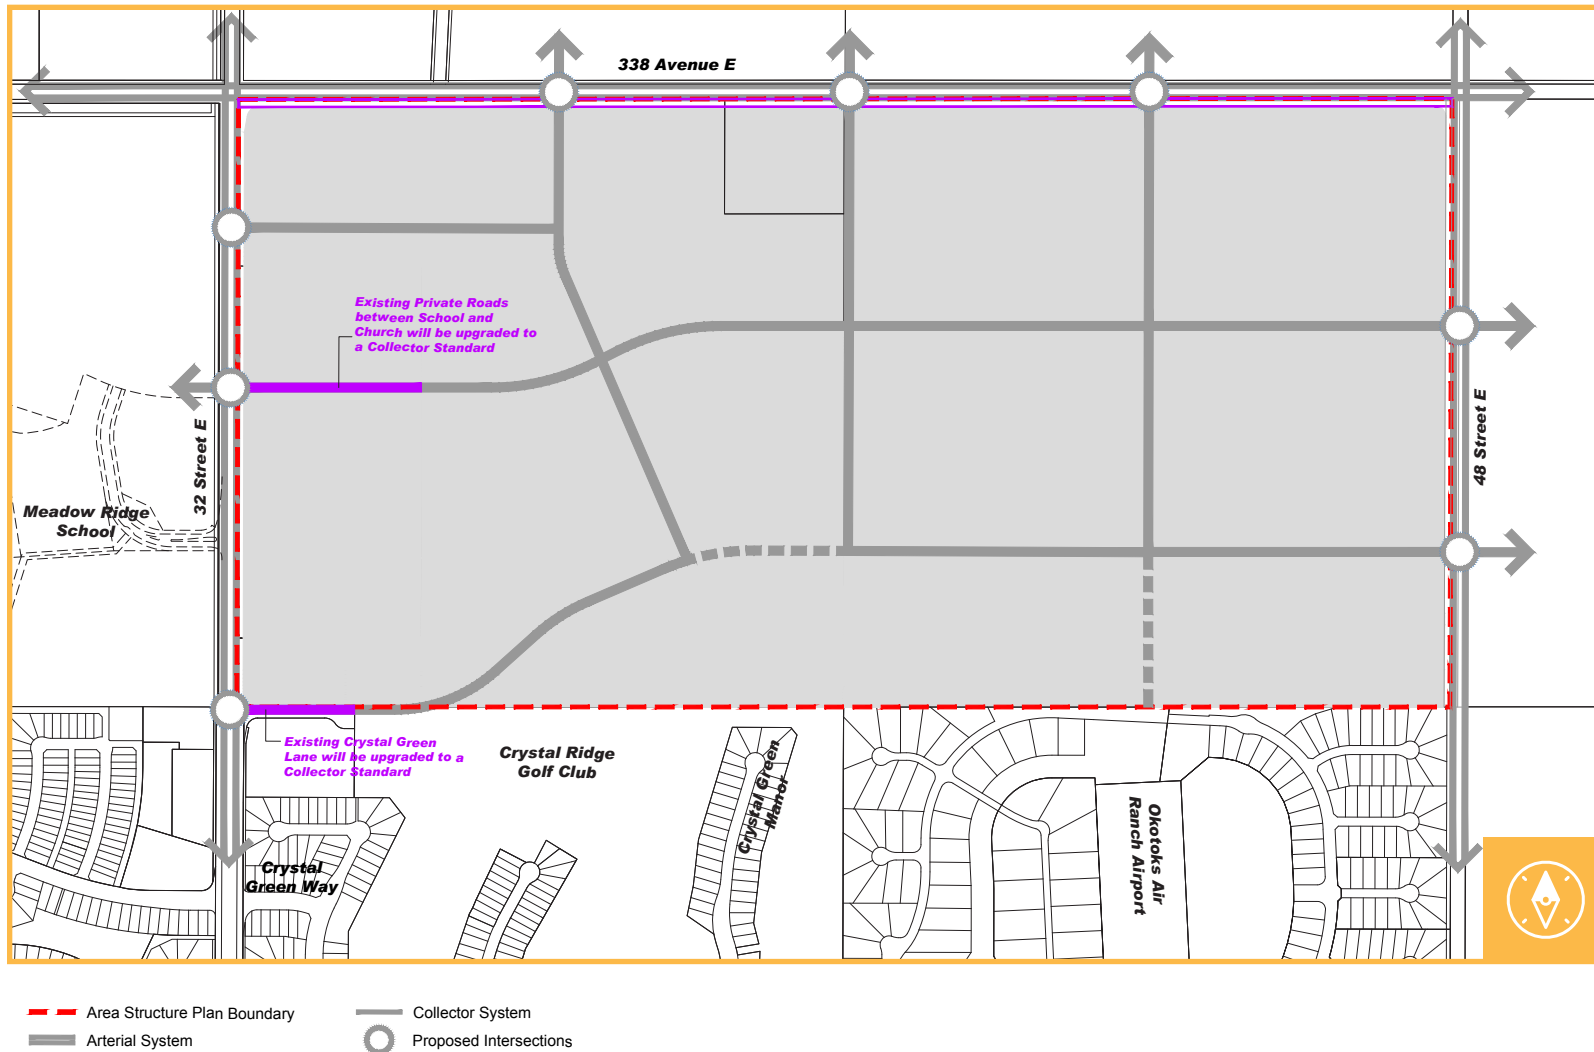 338 Avenue E
Existing Private Roads
between School and
Church will be upgraded to
a Collector Standard
32 Street E
48 Street E
Meadow Ridge
School
Existing Crystal Green
Lane will be upgraded to a
Collector Standard
Crystal Ridge
Golf Club
Crystal Green
Manor
Okotoks Air
Ranch Airport
Crystal
Green Way
Area Structure Plan Boundary
Collector System
Arterial System
Proposed Intersections